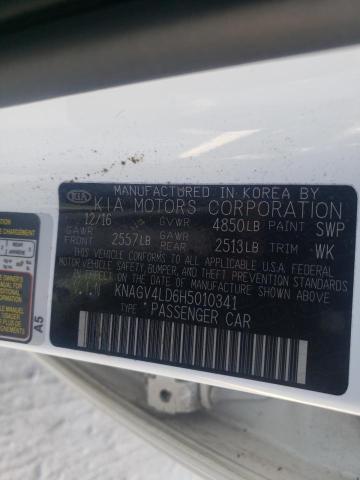 KIA
MANUFACTURED IN KOREA BY
KIA MOTORS CORPORATION
12/16 GVWR 4850LB PAINT SWP
GAWR FRONT 2557LB GAWR REAR 2513LB TRIM WK
THIS VEHICLE CONFORMS TO ALL APPLICABLE U.S.A. FEDERAL
MOTOR VEHICLE SAFETY, BUMPER, AND THEFT PREVENTION
STANDARDS IN EFFECT ON THE DATE OF MANUFACTURE SHOWN
KNAGV4LD6H5010341
TYPE : PASSENGER CAR
A5